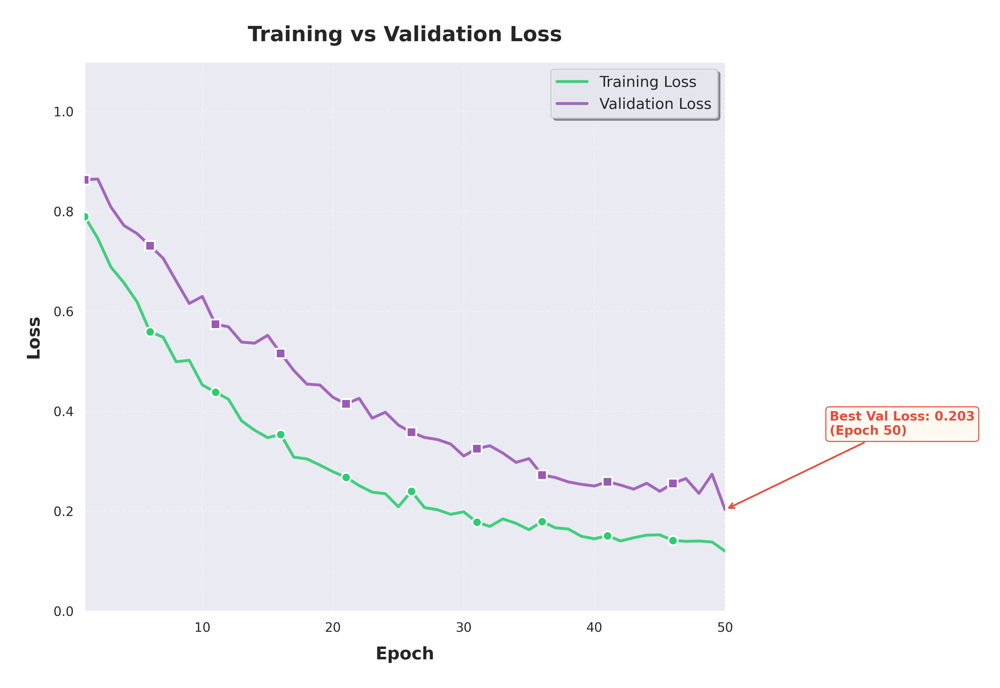 Training vs Validation Loss
Training Loss
Validation Loss
1.0
0.8
0.6
0.4
0.2
0.0
Loss
Best Val Loss: 0.203
(Epoch 50)
10
20
30
40
50
Epoch